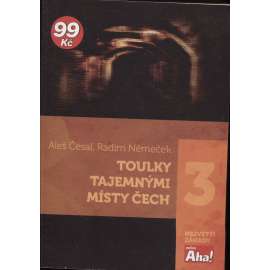 99
Kč
Aleš Česal, Radim Němeček
TOULKY
TAJEMNÝMI
MÍSTY ČECH
3
NEJVĚTŠÍ
ZÁHADY
Aha!